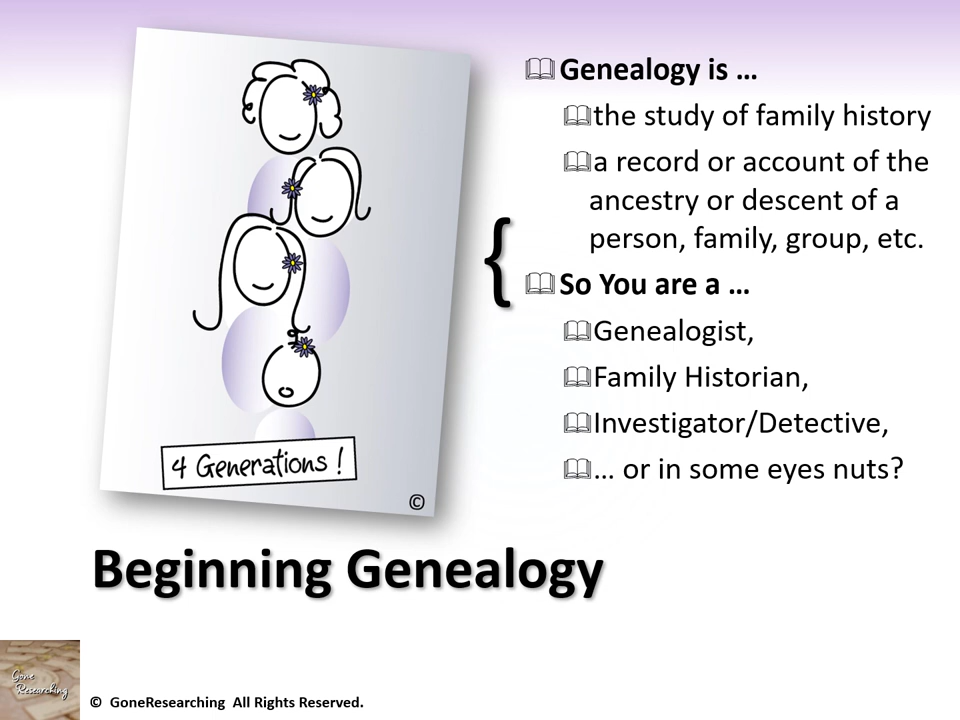 Genealogy is …
the study of family history
a record or account of the
ancestry or descent of a
person, family, group, etc.
{
So You are a …
Genealogist,
Family Historian,
Investigator/Detective,
… or in some eyes nuts?
4 Generations !
©
Beginning Genealogy
Gone
Researching
© GoneResearching All Rights Reserved.